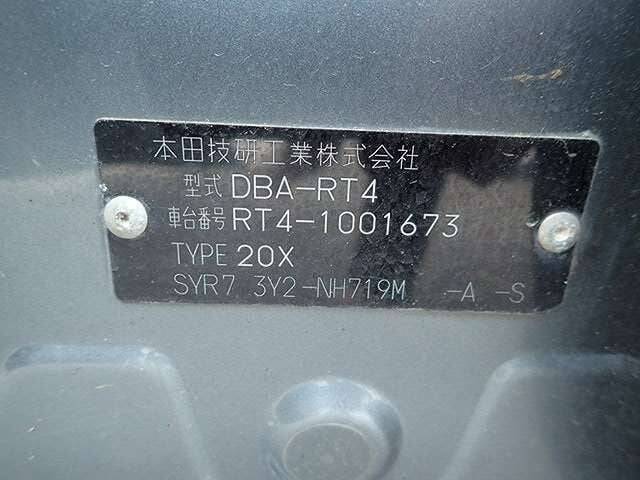 本田技研工業株式会社
型式 DBA-RT4
車台番号 RT4-1001673
TYPE 20X
SYR7 3Y2-NH719M -A -S